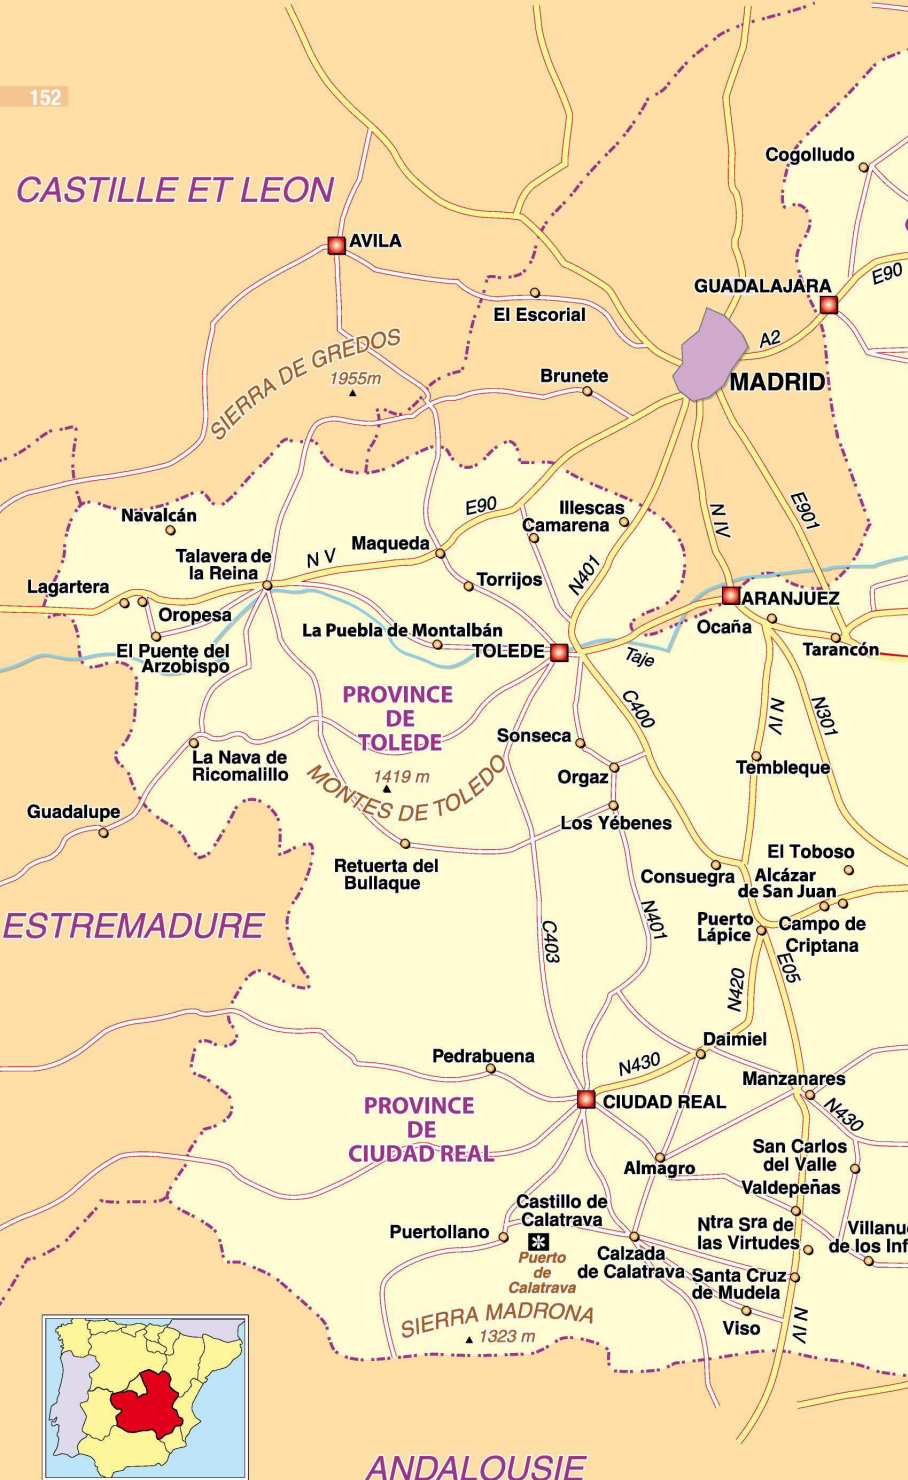 152
CASTILLE ET LEON
Cogolludo
AVILA
E90
GUADALAJARA
El Escorial
A2
SIERRA DE GREDOS
1955m
Brunete
MADRID
Navalcán
E90
Illescas
Camarena
N IV
E901
Maqueda
N V
Talavera de
la Reina
N401
Torrijos
Lagartera
Oropesa
ARANJUEZ
El Puente del
Arzobispo
La Puebla de Montalbán
TOLEDE
Ocaña
Taje
Tarancón
PROVINCE
DE
TOLEDE
C400
N IV
N301
Sonseca
La Nava de
Ricomalillo
1419 m
MONTES DE TOLEDO
Orgaz
Tembleque
Guadalupe
Los Yébenes
Retuerta del
Bullaque
El Toboso
Consuegra
Alcázar
de San Juan
ESTREMADURE
N401
Puerto
Lápice
Campo de
Criptana
C403
E05
N420
Daimiel
Pedrabuena
N430
Manzanares
CIUDAD REAL
N430
PROVINCE
DE
CIUDAD REAL
San Carlos
del Valle
Almagro
Valdepeñas
Castillo de
Calatrava
Puertollano
Ntra Sra de
las Virtudes
Villanu
de los Inf
Puerto
de
Calatrava
Calzada
de Calatrava
Santa Cruz
de Mudela
SIERRA MADRONA
1323 m
Viso
N IV
ANDALOUSIE